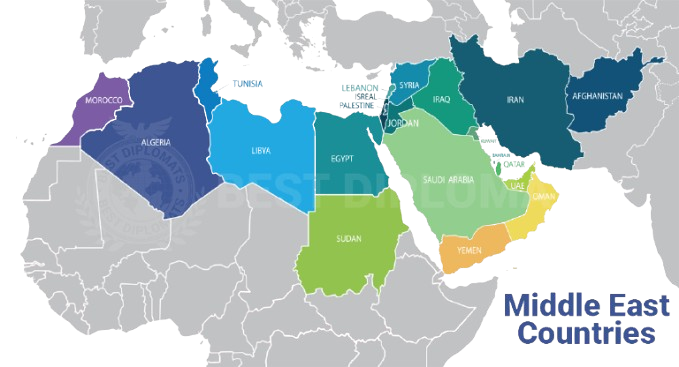 TUNISIA
LEBANON
ISREAL
PALESTINE
SYRIA
IRAQ
IRAN
AFGHANISTAN
MOROCCO
ALGERIA
LIBYA
EGYPT
JORDAN
KUWAIT
BAHRAIN
QATAR
UAE
OMAN
SAUDI ARABIA
SUDAN
YEMEN
BEST DIPLOMATS
BEST DIPLOM
Middle East
Countries